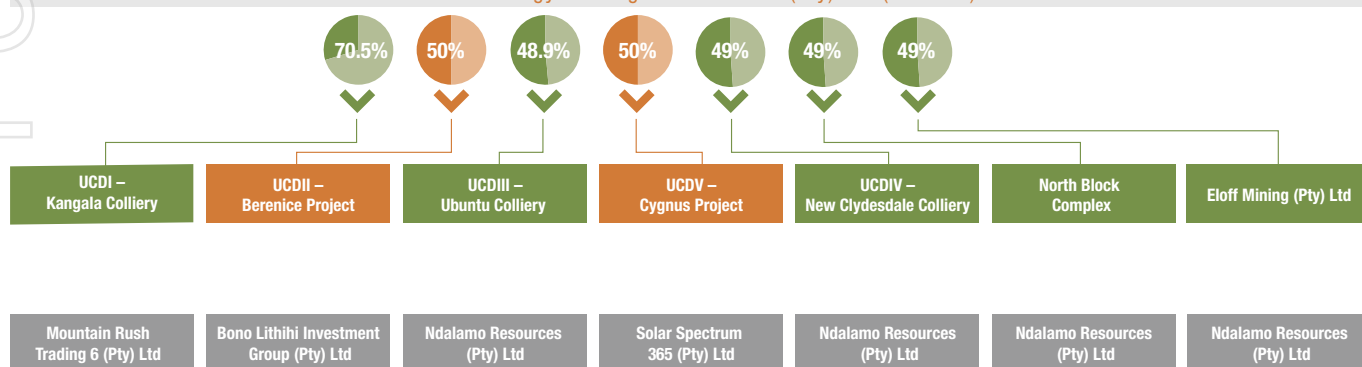 70.5%
50%
48.9%
50%
49%
49%
49%
UCDI –
Kangala Colliery
UCDII –
Berenice Project
UCDIII –
Ubuntu Colliery
UCDV –
Cygnus Project
UCDIV –
New Clydesdale Colliery
North Block
Complex
Eloff Mining (Pty) Ltd
Mountain Rush
Trading 6 (Pty) Ltd
Bono Lithihi Investment
Group (Pty) Ltd
Ndalamo Resources
(Pty) Ltd
Solar Spectrum
365 (Pty) Ltd
Ndalamo Resources
(Pty) Ltd
Ndalamo Resources
(Pty) Ltd
Ndalamo Resources
(Pty) Ltd